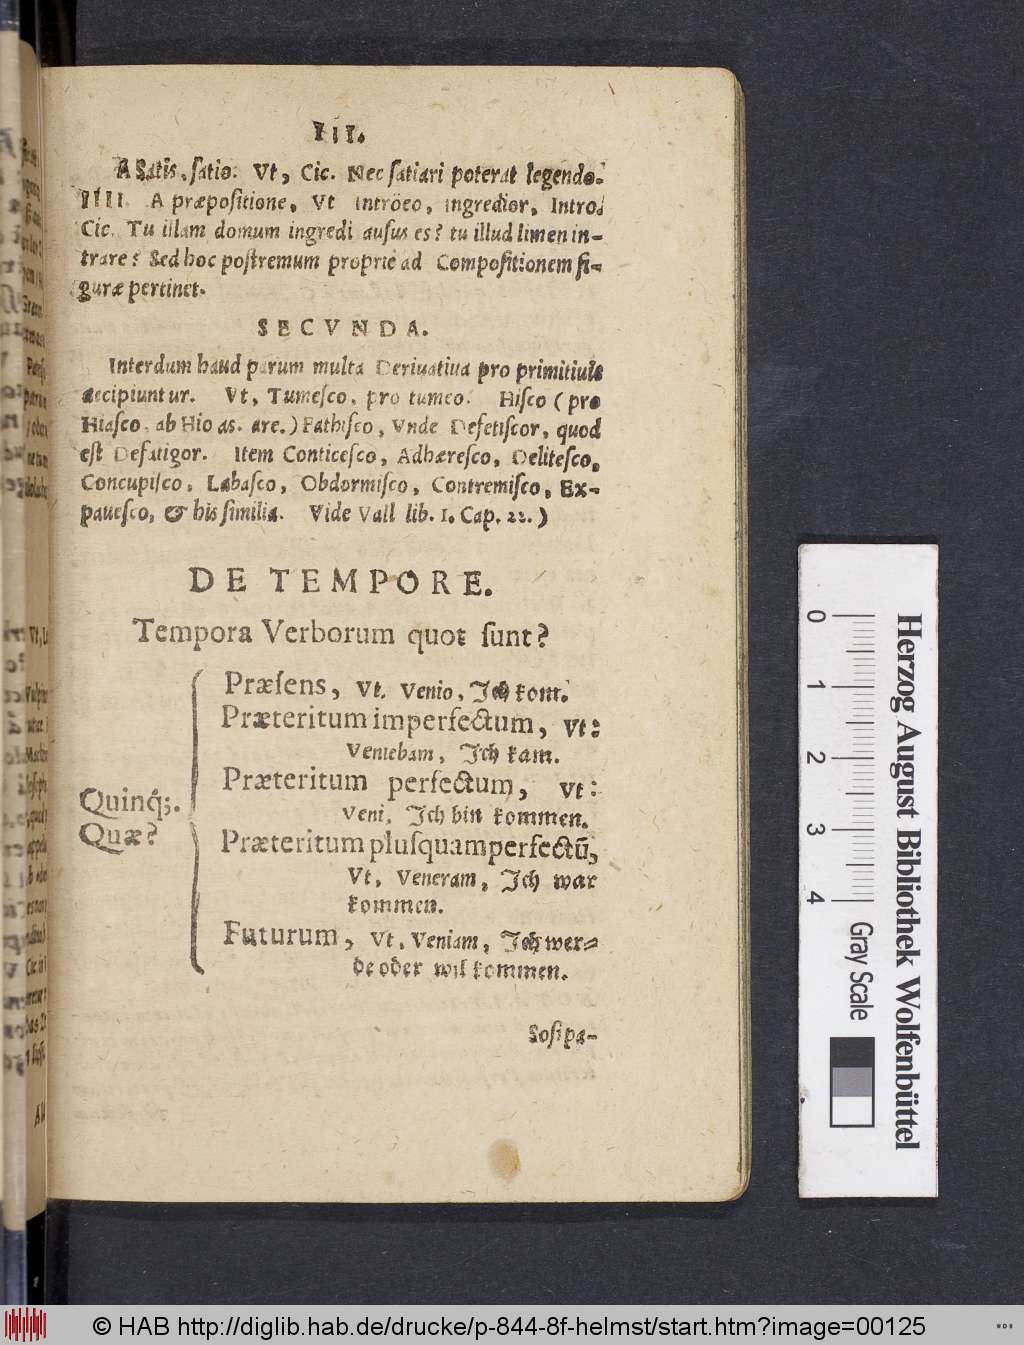 III.
A Satis, satio. Vt, Cic. Nec satiari poterat legendo.
IIII. A præpositione, Vt Introëo, ingredior, Intro.
Cic. Tu illam domum ingredi ausus es? tu illud limen in-
trare? Sed hoc postremum propriè ad Compositionem fi-
guræ pertinet.
SECVNDA.
Interdum haud parum multa Deriuatiua pro primitiuis
accipiuntur. Vt, Tumesco, pro tumeo. Hisco (pro
Hiasco, ab Hio as. are.) Fathisco, Vnde Defetiscor, quod
est Defatigor. Item Conticesco, Adhæresco, Delitesco,
Concupisco, Labasco, Obdormisco, Contremisco, Ex-
pauesco, & his similia. Vide Vall lib. 1. Cap. 22.)
DE TEMPORE.
Tempora Verborum quot sunt?
Quinq́;.
Quæ?
Præsens, Vt. Venio, Ich kom.
Præteritum imperfectum, Vt:
Veniebam, Ich kam.
Præteritum perfectum, Vt:
Veni, Ich bin kommen.
Præteritum plusquamperfectũ,
Vt, Veneram, Ich war
kommen.
Futurum, Vt, Veniam, Ich wer-
de oder wil kommen.
Sosipa-
0 1 2 3 4
Gray Scale
Herzog August Bibliothek Wolfenbüttel
© HAB http://diglib.hab.de/drucke/p-844-8f-helmst/start.htm?image=00125